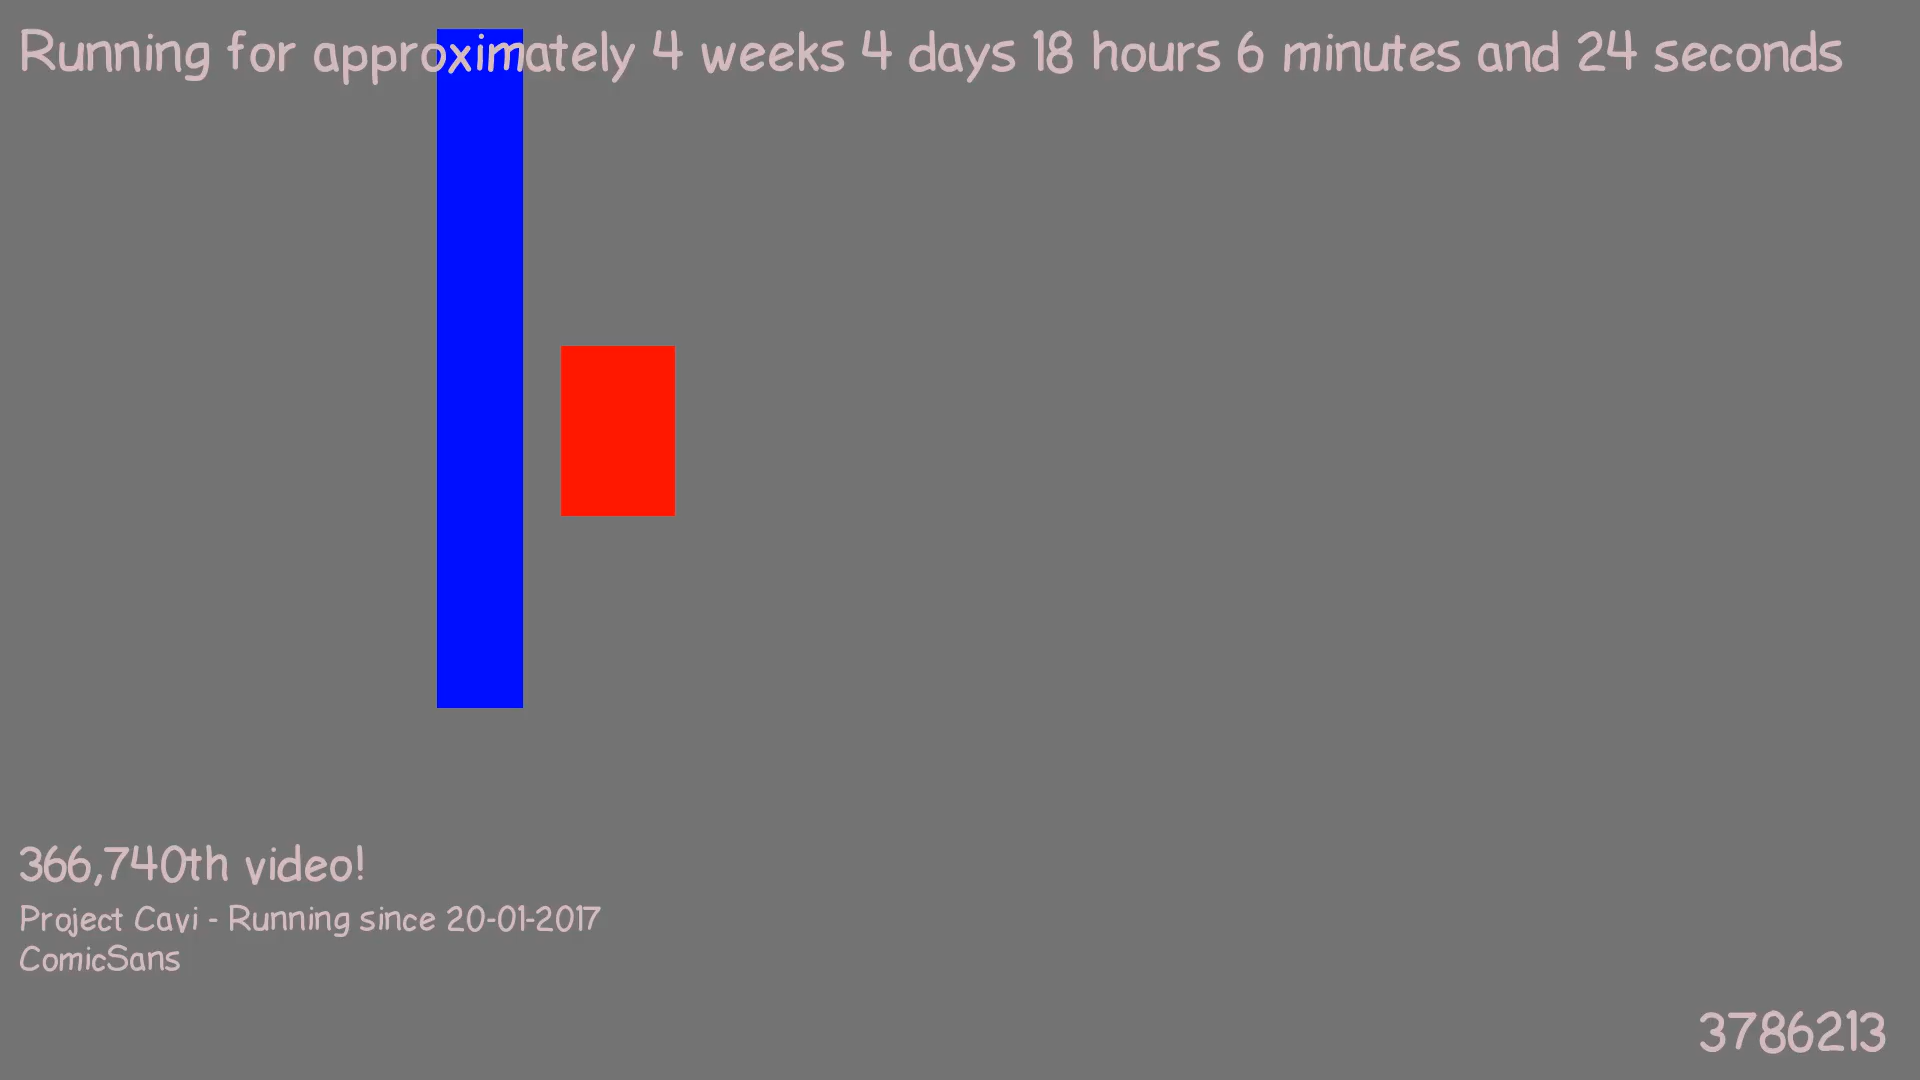 Running for approximately 4 weeks 4 days 18 hours 6 minutes and 24 seconds
366,740th video!
Project Cavi - Running since 20-01-2017
ComicSans
3786213